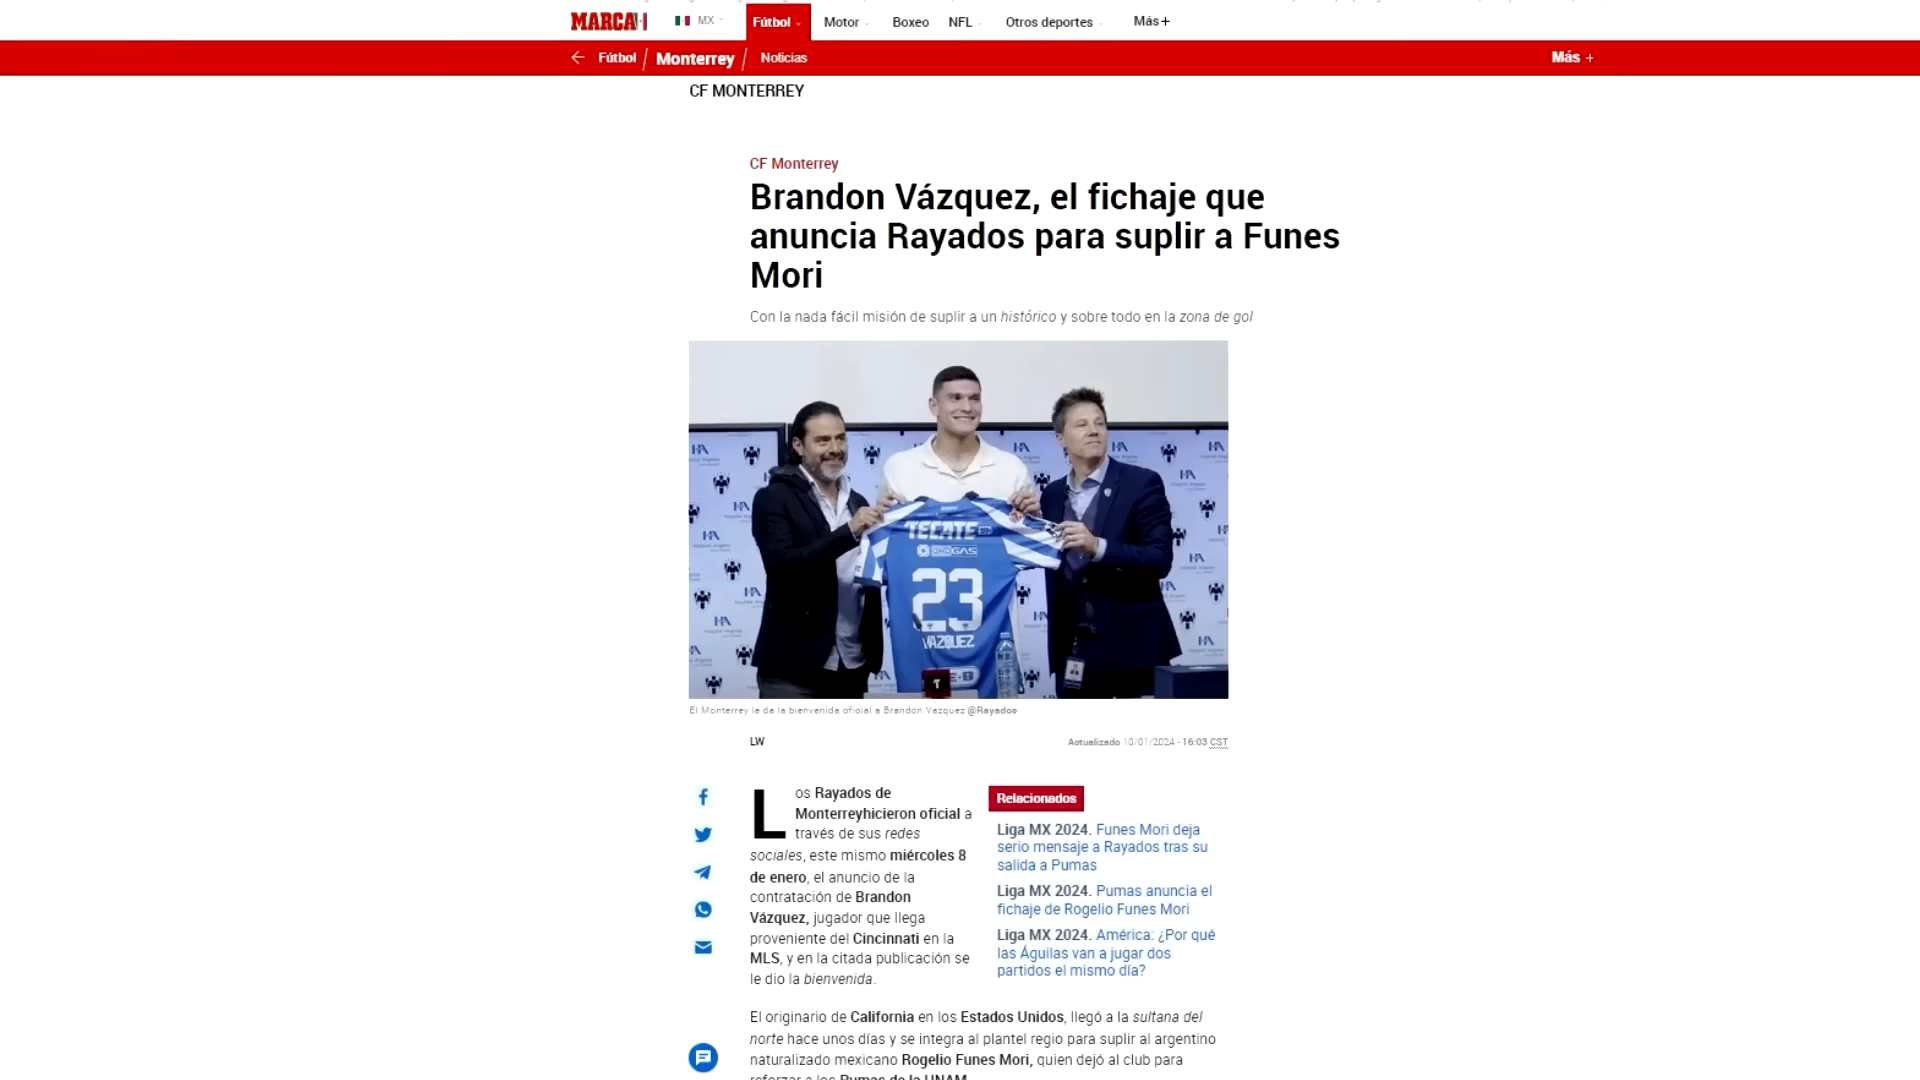 MARCA MX Fútbol Motor Boxeo NFL Otros deportes Más+
Fútbol / Monterrey / Noticias Más +
CF MONTERREY
CF Monterrey
Brandon Vázquez, el fichaje que
anuncia Rayados para suplir a Funes
Mori
Con la nada fácil misión de suplir a un histórico y sobre todo en la zona de gol
TECATE
OXXO GAS
23
VAZQUEZ
El Monterrey le da la bienvenida oficial a Brandon Vazquez @Rayados
LW
Actualizado 10/01/2024 - 16:03 CST
Los Rayados de
Monterreyhicieron oficial a
través de sus redes
sociales, este mismo miércoles 8
de enero, el anuncio de la
contratación de Brandon
Vázquez, jugador que llega
proveniente del Cincinnati en la
MLS, y en la citada publicación se
le dio la bienvenida.
Relacionados
Liga MX 2024. Funes Mori deja
serio mensaje a Rayados tras su
salida a Pumas
Liga MX 2024. Pumas anuncia el
fichaje de Rogelio Funes Mori
Liga MX 2024. América: ¿Por qué
las Águilas van a jugar dos
partidos el mismo día?
El originario de California en los Estados Unidos, llegó a la sultana del
norte hace unos días y se integra al plantel regio para suplir al argentino
naturalizado mexicano Rogelio Funes Mori, quien dejó al club para
reforzar a los Pumas de la UNAM.